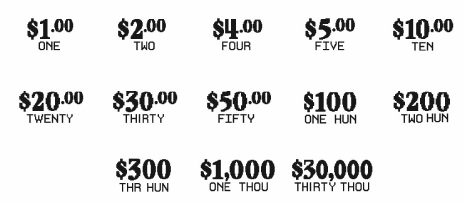 $1.00 $2.00 $4.00 $5.00 $10.00
ONE TWO FOUR FIVE TEN
$20.00 $30.00 $50.00 $100 $200
TWENTY THIRTY FIFTY ONE HUN TWO HUN
$300 $1,000 $30,000
THR HUN ONE THOU THIRTY THOU